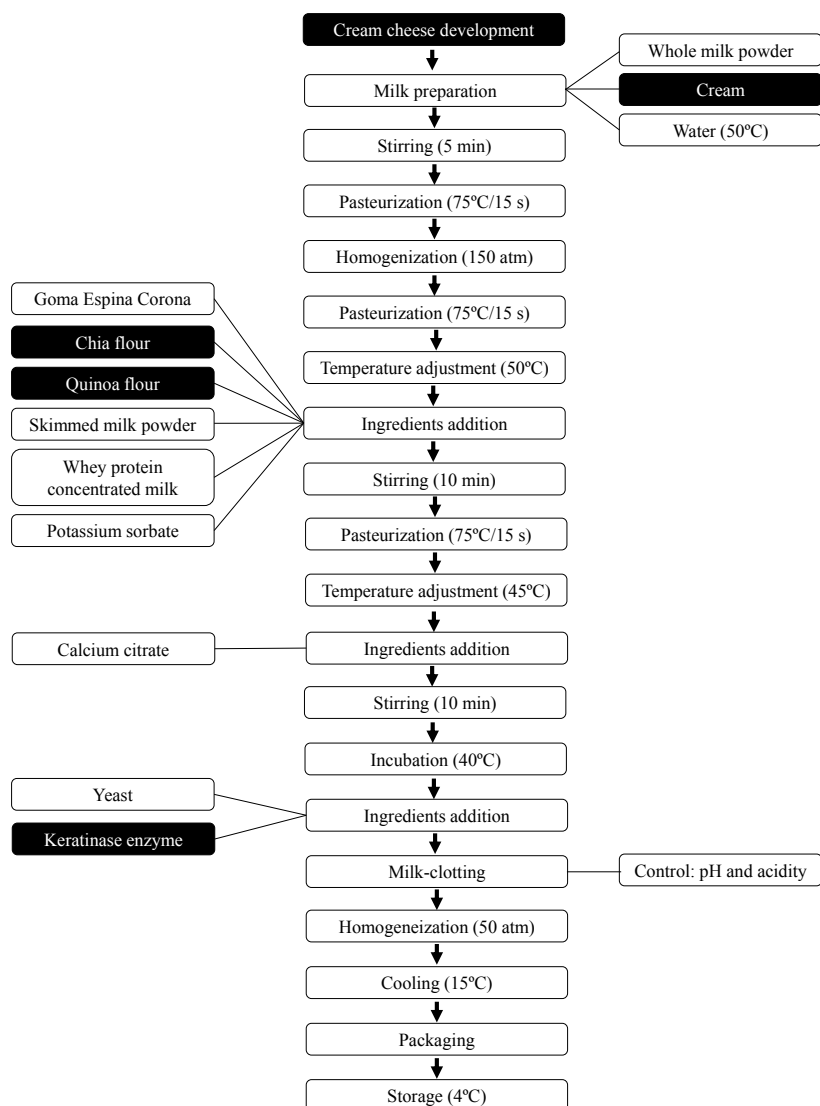 Cream cheese development
Whole milk powder
Milk preparation
Cream
Water (50ºC)
Stirring (5 min)
Pasteurization (75ºC/15 s)
Homogenization (150 atm)
Goma Espina Corona
Pasteurization (75ºC/15 s)
Chia flour
Temperature adjustment (50ºC)
Quinoa flour
Skimmed milk powder
Ingredients addition
Whey protein
concentrated milk
Stirring (10 min)
Potassium sorbate
Pasteurization (75ºC/15 s)
Temperature adjustment (45ºC)
Calcium citrate
Ingredients addition
Stirring (10 min)
Incubation (40ºC)
Yeast
Ingredients addition
Keratinase enzyme
Milk-clotting
Control: pH and acidity
Homogeneization (50 atm)
Cooling (15ºC)
Packaging
Storage (4ºC)